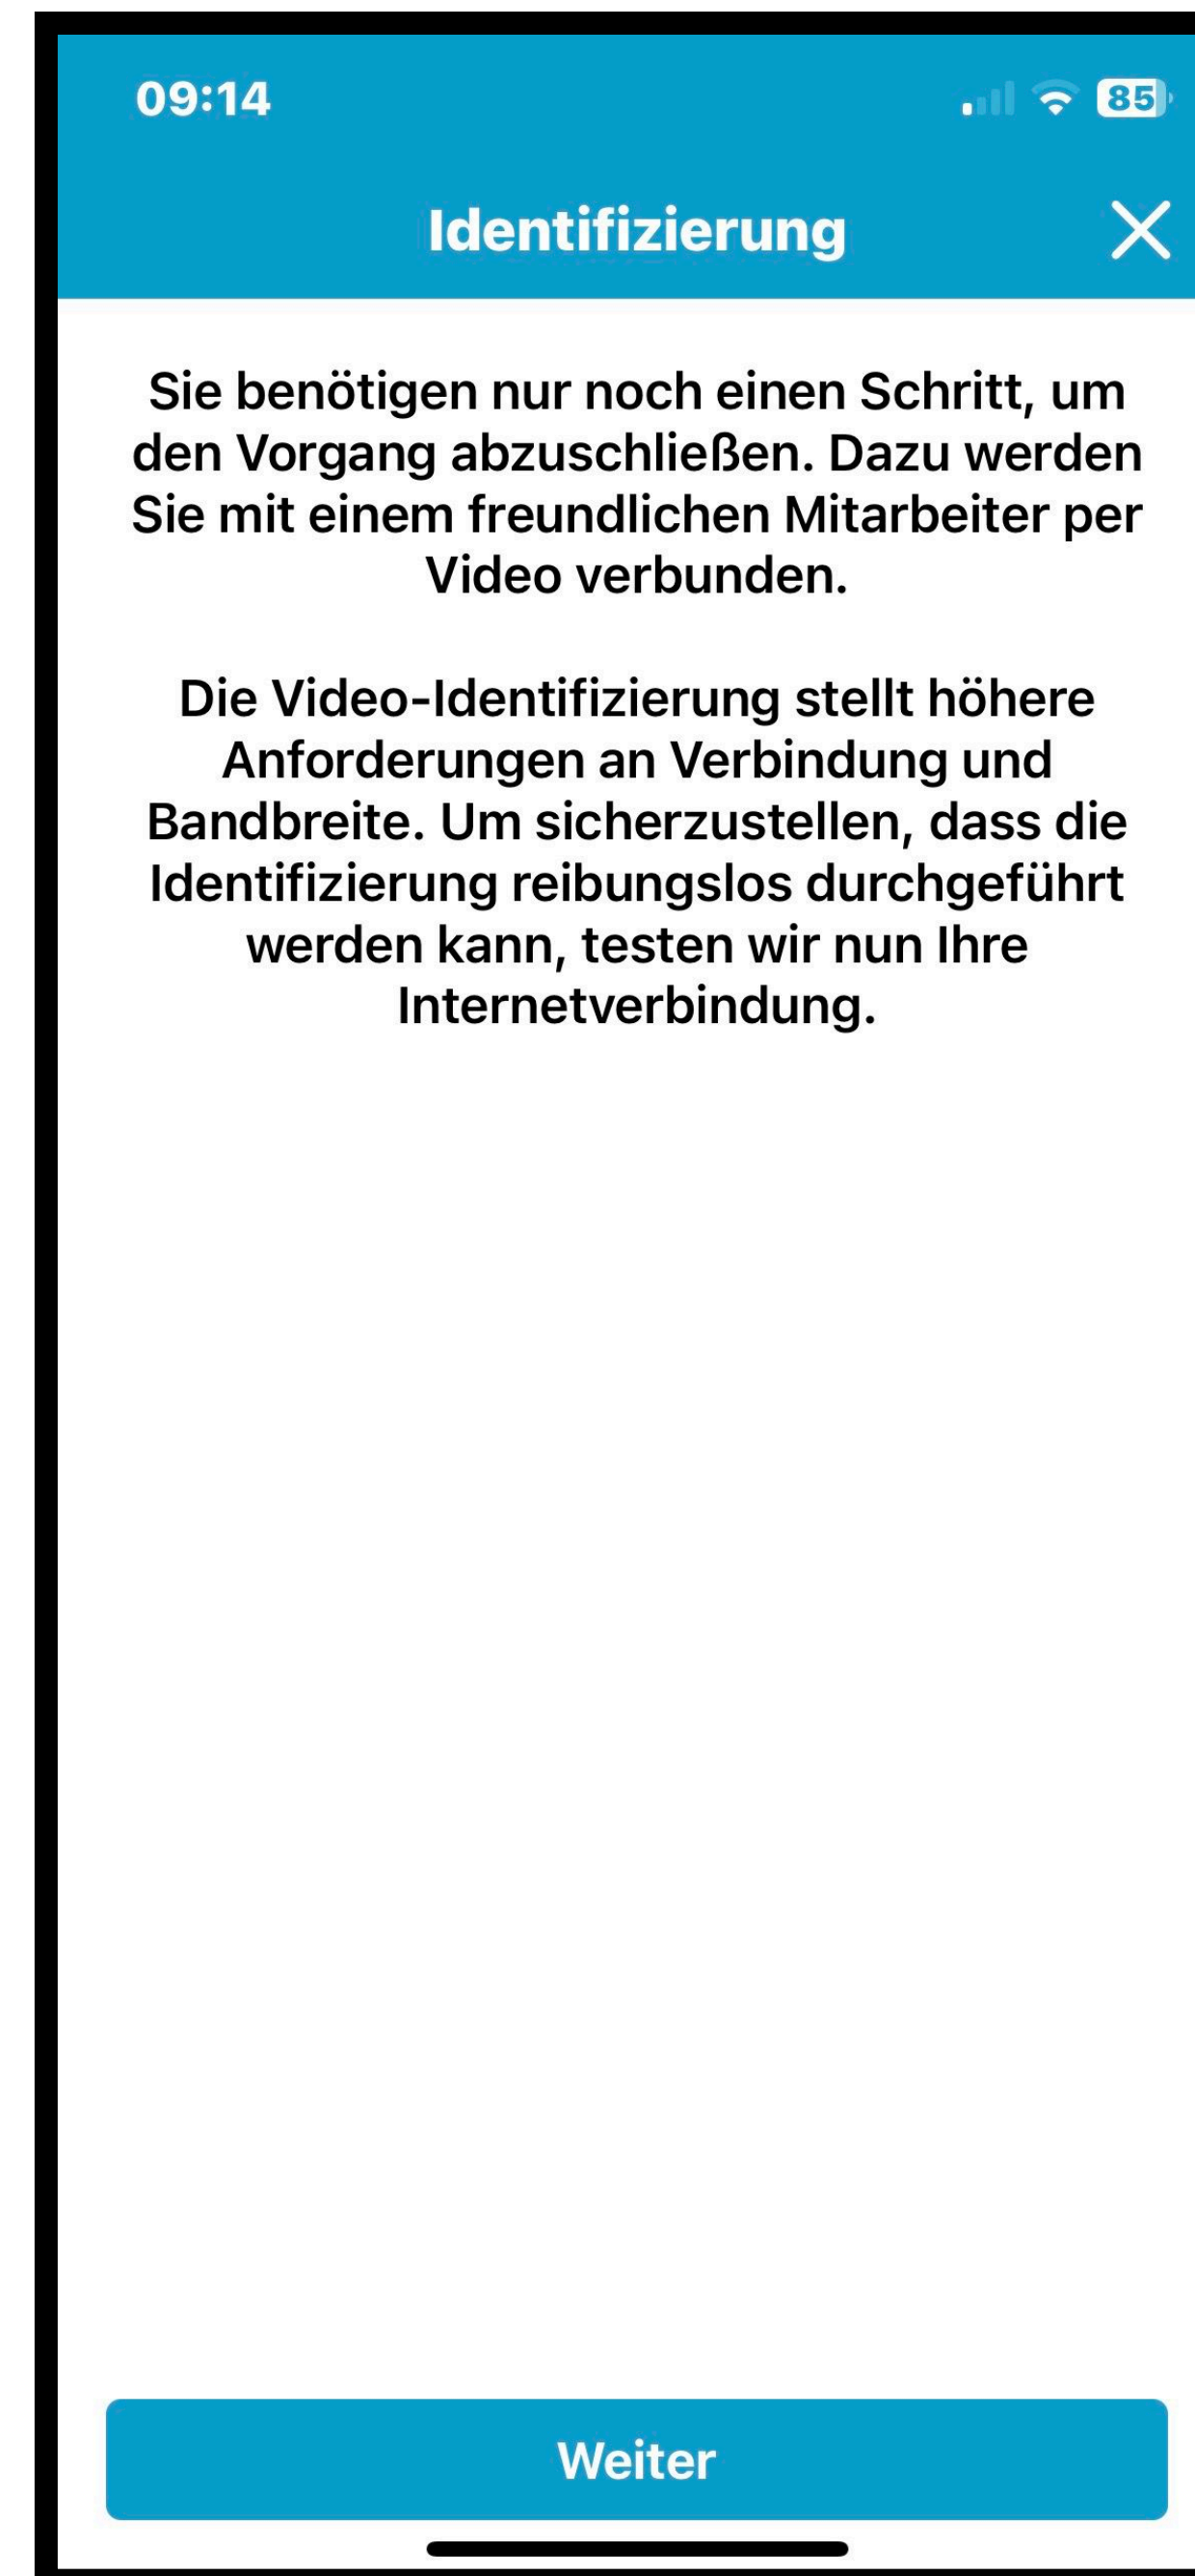 09:14
85
Identifizierung
Sie benötigen nur noch einen Schritt, um
den Vorgang abzuschließen. Dazu werden
Sie mit einem freundlichen Mitarbeiter per
Video verbunden.
Die Video-Identifizierung stellt höhere
Anforderungen an Verbindung und
Bandbreite. Um sicherzustellen, dass die
Identifizierung reibungslos durchgeführt
werden kann, testen wir nun Ihre
Internetverbindung.
Weiter